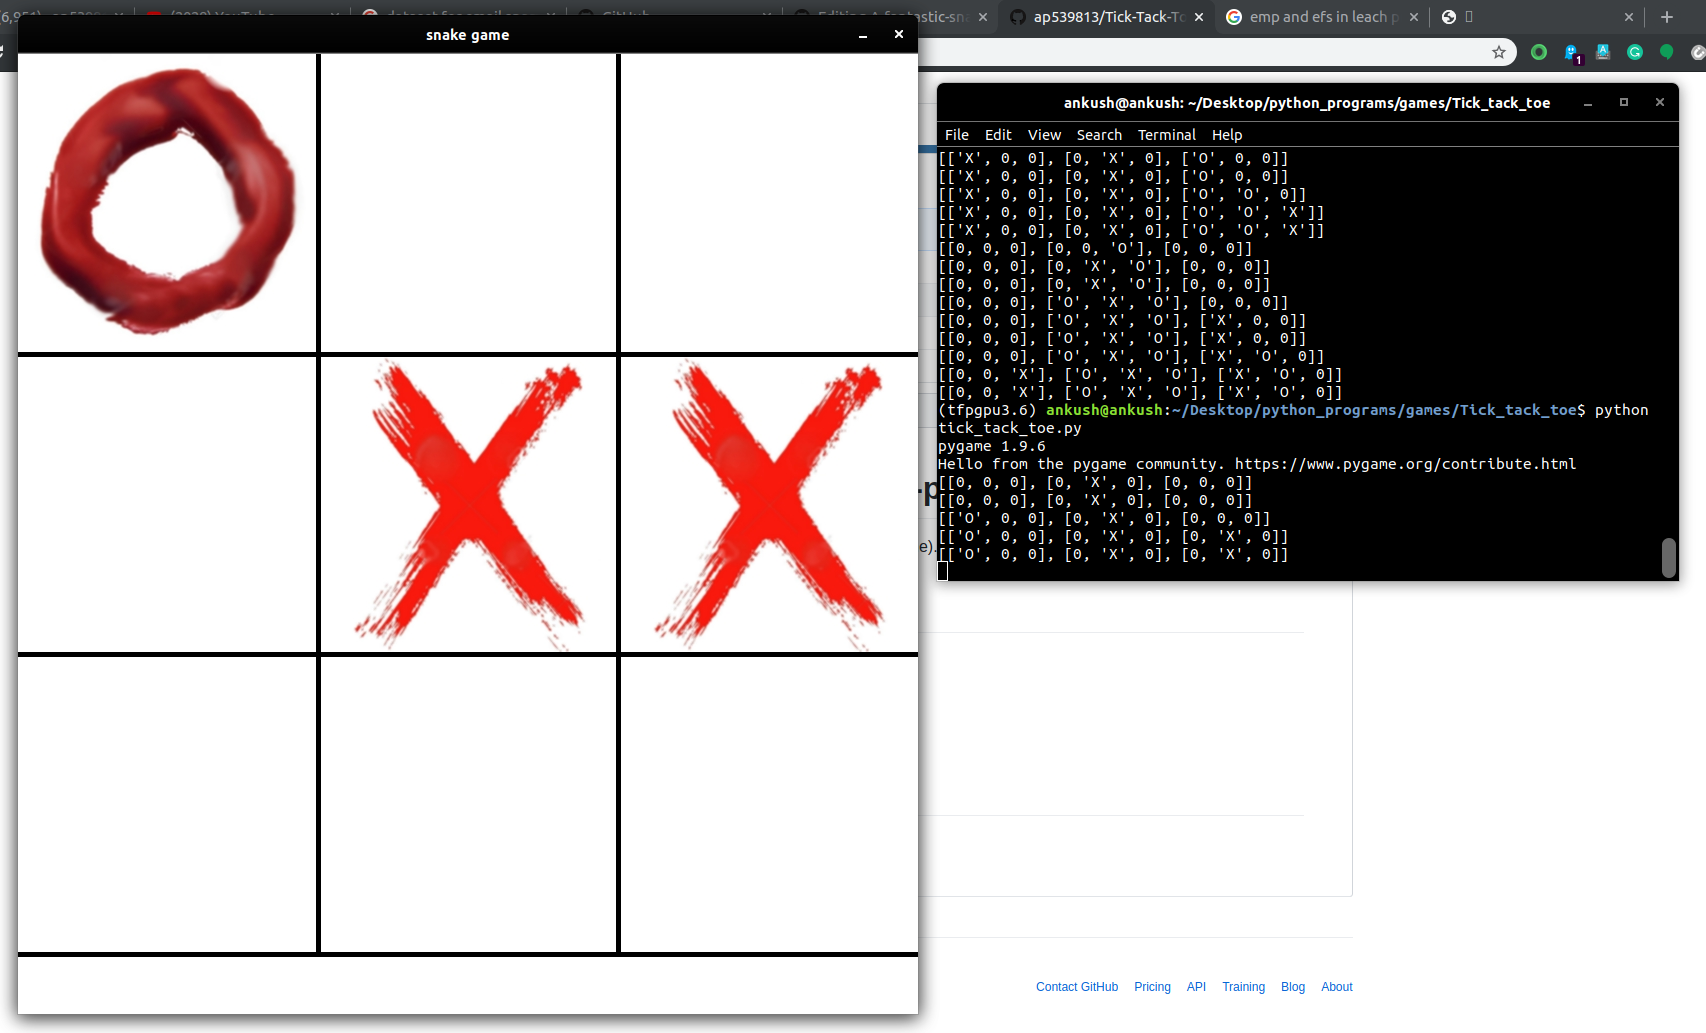 snake game
ap539813/Tick-Tack-To
emp and efs in leach p
1
ankush@ankush: ~/Desktop/python_programs/games/Tick_tack_toe
File Edit View Search Terminal Help
[['X', 0, 0], [0, 'X', 0], ['O', 0, 0]]
[['X', 0, 0], [0, 'X', 0], ['O', 0, 0]]
[['X', 0, 0], [0, 'X', 0], ['O', 'O', 0]]
[['X', 0, 0], [0, 'X', 0], ['O', 'O', 'X']]
[['X', 0, 0], [0, 'X', 0], ['O', 'O', 'X']]
[[0, 0, 0], [0, 0, 'O'], [0, 0, 0]]
[[0, 0, 0], [0, 'X', 'O'], [0, 0, 0]]
[[0, 0, 0], [0, 'X', 'O'], [0, 0, 0]]
[[0, 0, 0], ['O', 'X', 'O'], [0, 0, 0]]
[[0, 0, 0], ['O', 'X', 'O'], ['X', 0, 0]]
[[0, 0, 0], ['O', 'X', 'O'], ['X', 0, 0]]
[[0, 0, 0], ['O', 'X', 'O'], ['X', 'O', 0]]
[[0, 0, 'X'], ['O', 'X', 'O'], ['X', 'O', 0]]
[[0, 0, 'X'], ['O', 'X', 'O'], ['X', 'O', 0]]
(tfpgpu3.6) ankush@ankush:~/Desktop/python_programs/games/Tick_tack_toe$ python
tick_tack_toe.py
pygame 1.9.6
Hello from the pygame community. https://www.pygame.org/contribute.html
[[0, 0, 0], [0, 'X', 0], [0, 0, 0]]
[[0, 0, 0], [0, 'X', 0], [0, 0, 0]]
[['O', 0, 0], [0, 'X', 0], [0, 0, 0]]
[['O', 0, 0], [0, 'X', 0], [0, 'X', 0]]
[['O', 0, 0], [0, 'X', 0], [0, 'X', 0]]
-p
e).
O
X X
Contact GitHub Pricing API Training Blog About